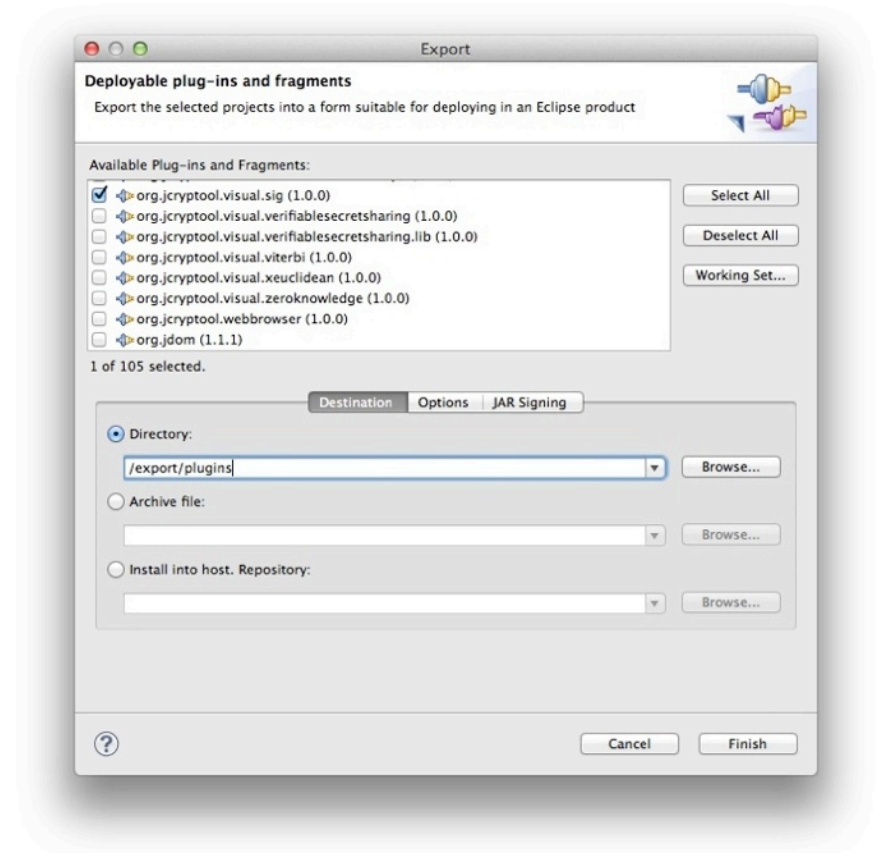 Export
Deployable plug-ins and fragments
Export the selected projects into a form suitable for deploying in an Eclipse product
Available Plug-ins and Fragments:
org.jcryptool.visual.sig (1.0.0)
org.jcryptool.visual.verifiablesecretsharing (1.0.0)
org.jcryptool.visual.verifiablesecretsharing.lib (1.0.0)
org.jcryptool.visual.viterbi (1.0.0)
org.jcryptool.visual.xeuclidean (1.0.0)
org.jcryptool.visual.zeroknowledge (1.0.0)
org.jcryptool.webbrowser (1.0.0)
org.jdom (1.1.1)
Select All
Deselect All
Working Set...
1 of 105 selected.
Destination Options JAR Signing
Directory:
/export/plugins Browse...
Archive file:
Browse...
Install into host. Repository:
Browse...
? Cancel Finish